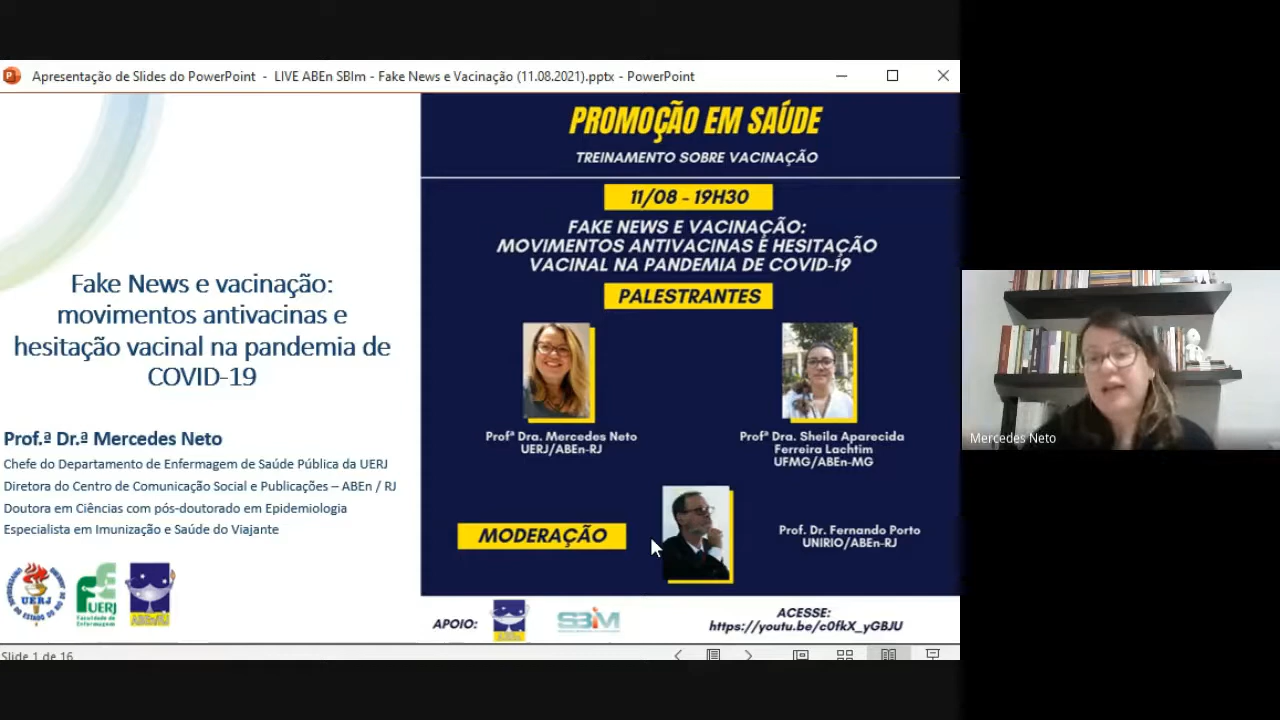 Apresentação de Slides do PowerPoint - LIVE ABEn SBIm - Fake News e Vacinação (11.08.2021).pptx - PowerPoint
Fake News e vacinação:
movimentos antivacinas e
hesitação vacinal na pandemia de
COVID-19
Prof.ª Dr.ª Mercedes Neto
Chefe do Departamento de Enfermagem de Saúde Pública da UERJ
Diretora do Centro de Comunicação Social e Publicações – ABEn / RJ
Doutora em Ciências com pós-doutorado em Epidemiologia
Especialista em Imunização e Saúde do Viajante
UERJ
UERJ
Faculdade de
Enfermagem
ABEn/RJ
PROMOÇÃO EM SAÚDE
TREINAMENTO SOBRE VACINAÇÃO
11/08 - 19H30
FAKE NEWS E VACINAÇÃO:
MOVIMENTOS ANTIVACINAS E HESITAÇÃO
VACINAL NA PANDEMIA DE COVID-19
PALESTRANTES
Profª Dra. Mercedes Neto
UERJ/ABEn-RJ
Profª Dra. Sheila Aparecida
Ferreira Lachtim
UFMG/ABEn-MG
MODERAÇÃO
Prof. Dr. Fernando Porto
UNIRIO/ABEn-RJ
APOIO:
SBIM
ACESSE:
https://youtu.be/c0fkX_yGBJU
Slide 1 de 16
Mercedes Neto